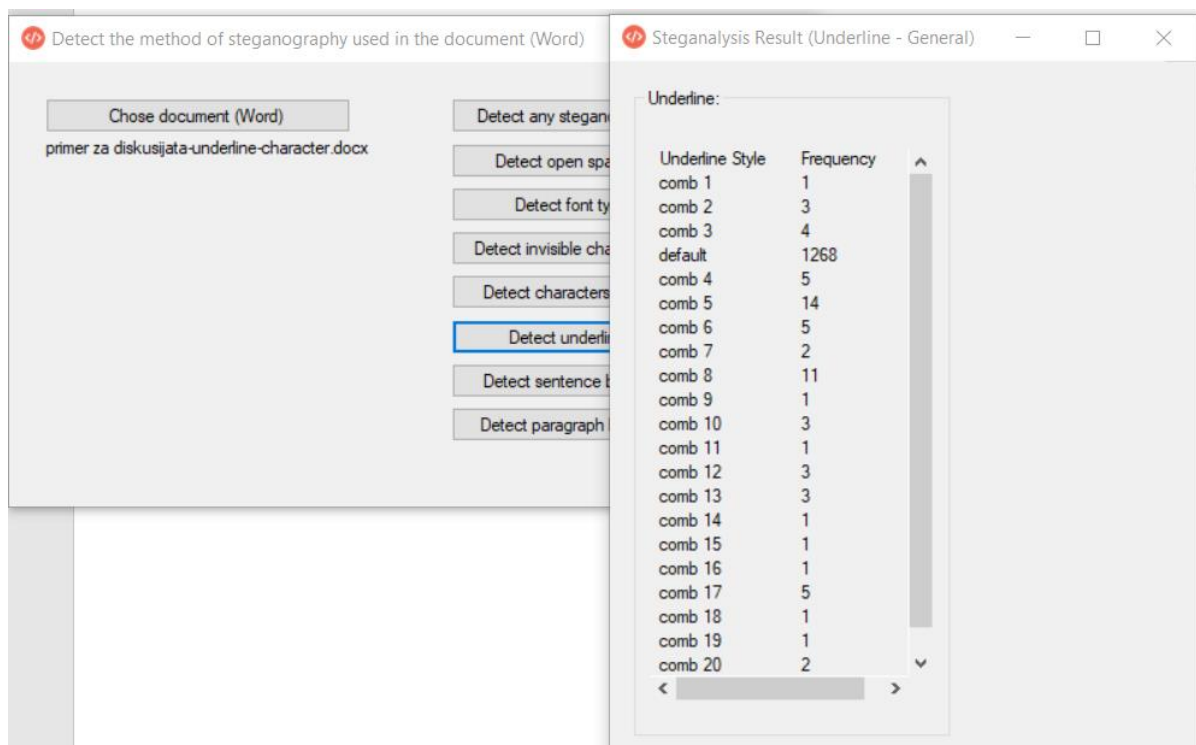 Detect the method of steganography used in the document (Word)
Chose document (Word)
primer za diskusijata-underline-character.docx
Detect any stegan
Detect open spa
Detect font ty
Detect invisible cha
Detect characters
Detect underli
Detect sentence b
Detect paragraph
Steganalysis Result (Underline - General)
Underline:
Underline Style Frequency
comb 1 1
comb 2 3
comb 3 4
default 1268
comb 4 5
comb 5 14
comb 6 5
comb 7 2
comb 8 11
comb 9 1
comb 10 3
comb 11 1
comb 12 3
comb 13 3
comb 14 1
comb 15 1
comb 16 1
comb 17 5
comb 18 1
comb 19 1
comb 20 2